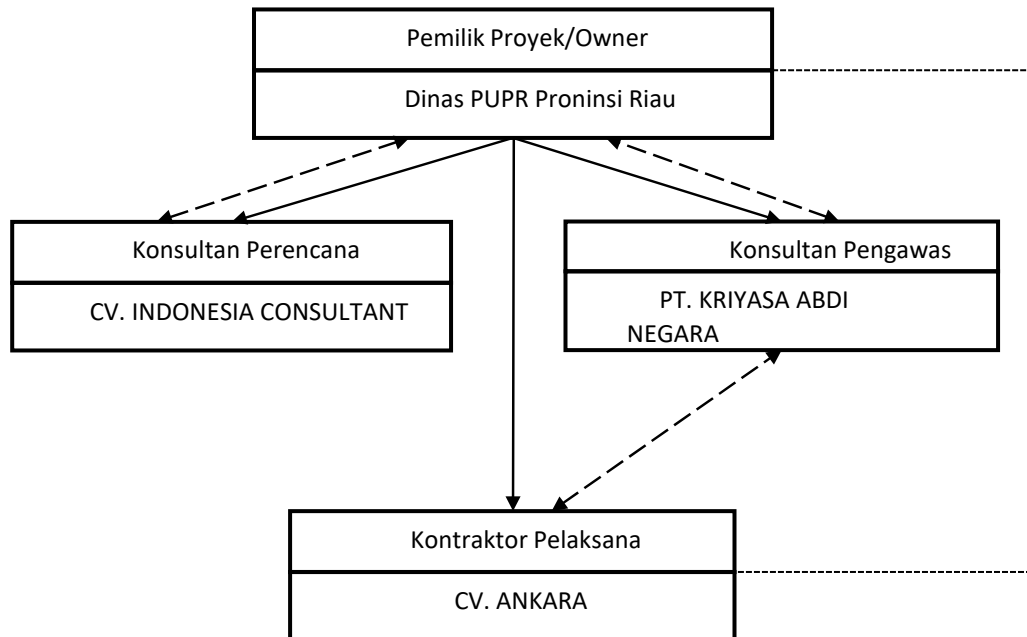 Pemilik Proyek/Owner
Dinas PUPR Proninsi Riau
Konsultan Perencana
CV. INDONESIA CONSULTANT
Konsultan Pengawas
PT. KRIYASA ABDI
NEGARA
Kontraktor Pelaksana
CV. ANKARA